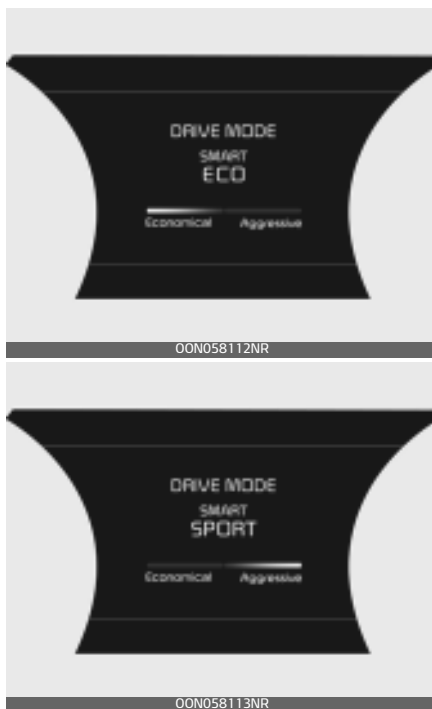 DRIVE MODE
SMART
ECO
Economical Aggressive
OON058112NR
DRIVE MODE
SMART
SPORT
Economical Aggressive
OON058113NR